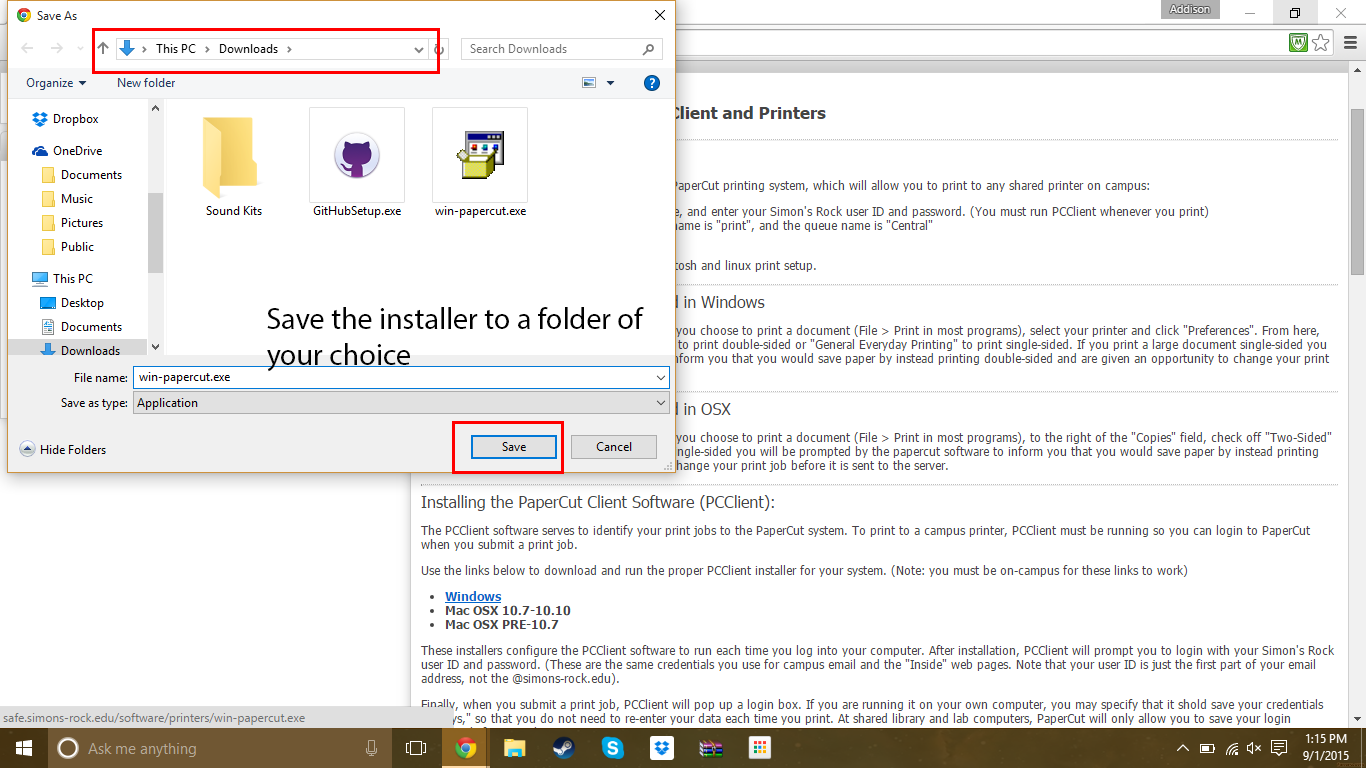 Save As
Addison
This PC
Downloads
Search Downloads
Organize
New folder
Dropbox
OneDrive
Documents
Music
Pictures
Public
This PC
Desktop
Documents
Downloads
Sound Kits
GitHubSetup.exe
win-papercut.exe
Save the installer to a folder of
your choice
File name: win-papercut.exe
Save as type: Application
Hide Folders
Save
Cancel
Client and Printers
PaperCut printing system, which will allow you to print to any shared printer on campus:
, and enter your Simon's Rock user ID and password. (You must run PCClient whenever you print)
name is "print", and the queue name is "Central"
and linux print setup.
in Windows
you choose to print a document (File > Print in most programs), select your printer and click "Preferences". From here,
to print double-sided or "General Everyday Printing" to print single-sided. If you print a large document single-sided you
inform you that you would save paper by instead printing double-sided and are given an opportunity to change your print
in OSX
you choose to print a document (File > Print in most programs), to the right of the "Copies" field, check off "Two-Sided"
single-sided you will be prompted by the papercut software to inform you that you would save paper by instead printing
change your print job before it is sent to the server.
Installing the PaperCut Client Software (PCClient):
The PCClient software serves to identify your print jobs to the PaperCut system. To print to a campus printer, PCClient must be running so you can login to PaperCut
when you submit a print job.
Use the links below to download and run the proper PCClient installer for your system. (Note: you must be on-campus for these links to work)
Windows
Mac OSX 10.7-10.10
Mac OSX PRE-10.7
These installers configure the PCClient software to run each time you log into your computer. After installation, PCClient will prompt you to login with your Simon's Rock
user ID and password. (These are the same credentials you use for campus email and the "Inside" web pages. Note that your user ID is just the first part of your email
address, not the @simons-rock.edu).
Finally, when you submit a print job, PCClient will pop up a login box. If you are running it on your own computer, you may specify that it shold save your credentials
," so that you do not need to re-enter your data each time you print. At shared library and lab computers, PaperCut will only allow you to save your login
safe.simons-rock.edu/software/printers/win-papercut.exe
Ask me anything
1:15 PM
9/1/2015